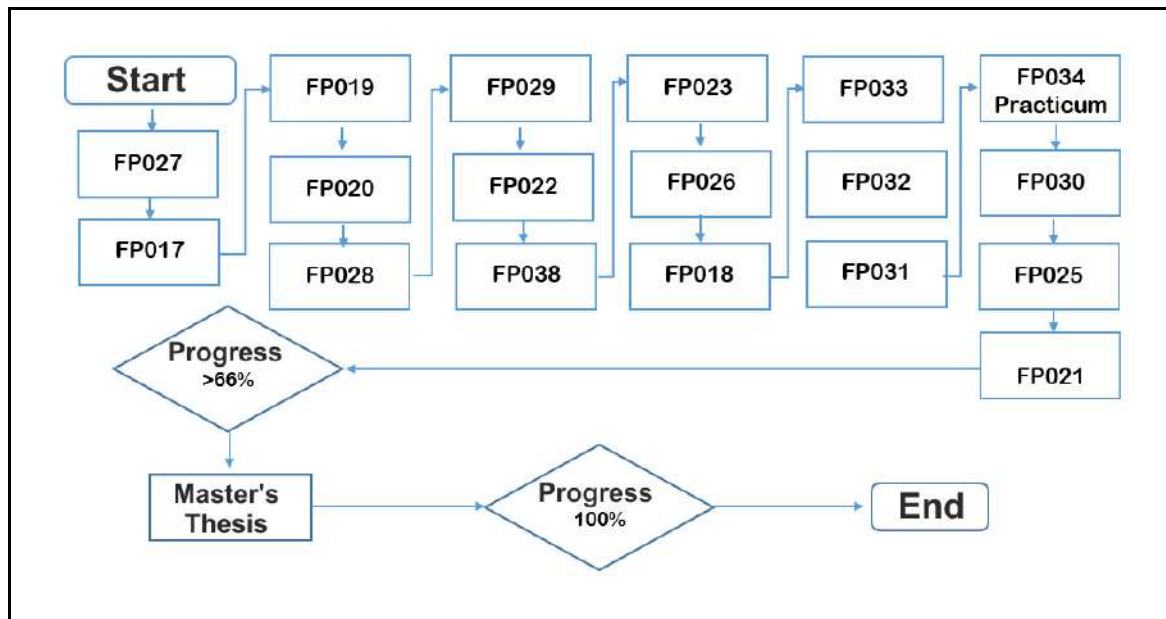 Start
FP027
FP017
FP019
FP020
FP028
FP029
FP022
FP038
FP023
FP026
FP018
FP033
FP032
FP031
FP034
Practicum
FP030
FP025
FP021
Progress
>66%
Master's
Thesis
Progress
100%
End